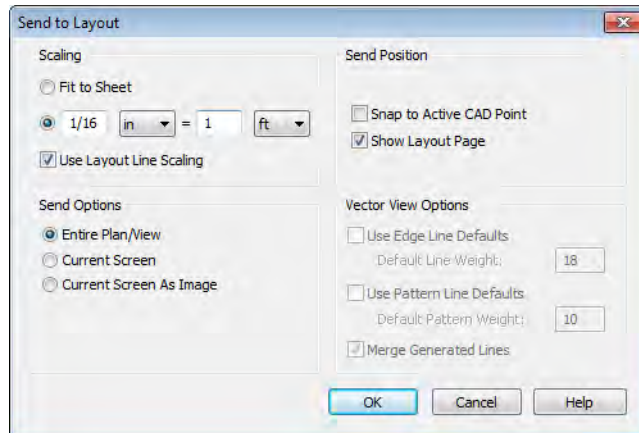 Send to Layout
Scaling
Fit to Sheet
1/16 in = 1 ft
Use Layout Line Scaling
Send Position
Snap to Active CAD Point
Show Layout Page
Send Options
Entire Plan/View
Current Screen
Current Screen As Image
Vector View Options
Use Edge Line Defaults
Default Line Weight: 18
Use Pattern Line Defaults
Default Pattern Weight: 10
Merge Generated Lines
OK Cancel Help